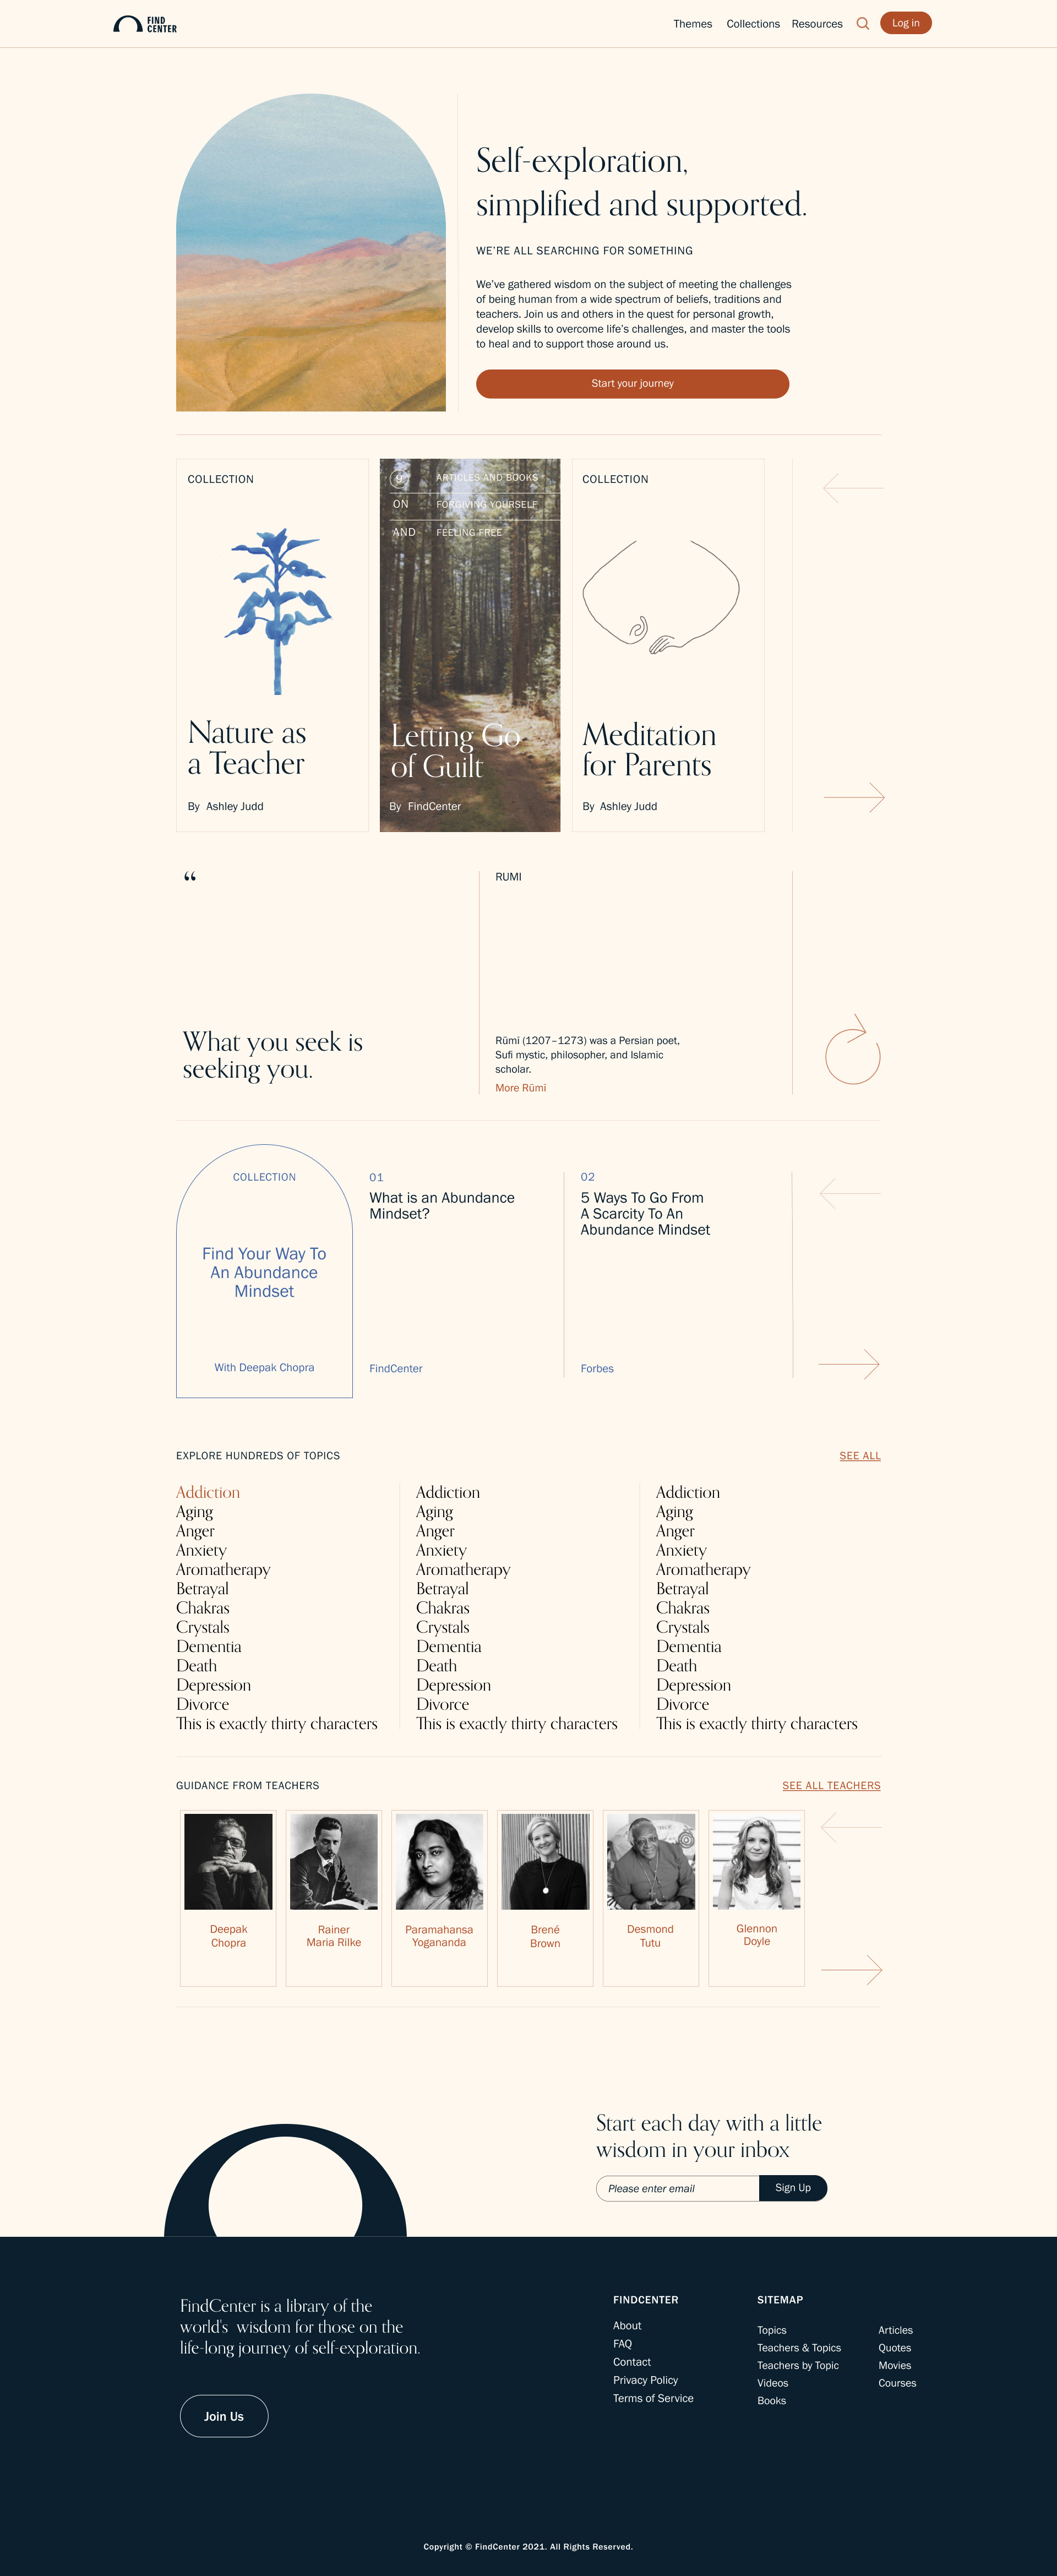 FIND
CENTER
Themes
Collections
Resources
Log in
Self-exploration,
simplified and supported.
WE’RE ALL SEARCHING FOR SOMETHING
We’ve gathered wisdom on the subject of meeting the challenges
of being human from a wide spectrum of beliefs, traditions and
teachers. Join us and others in the quest for personal growth,
develop skills to overcome life’s challenges, and master the tools
to heal and to support those around us.
Start your journey
COLLECTION
Nature as
a Teacher
By Ashley Judd
9 ARTICLES AND BOOKS
ON FORGIVING YOURSELF
AND FEELING FREE
Letting Go
of Guilt
By FindCenter
COLLECTION
Meditation
for Parents
By Ashley Judd
“
What you seek is
seeking you.
RUMI
Rūmī (1207–1273) was a Persian poet,
Sufi mystic, philosopher, and Islamic
scholar.
More Rūmī
COLLECTION
Find Your Way To
An Abundance
Mindset
With Deepak Chopra
01
What is an Abundance
Mindset?
FindCenter
02
5 Ways To Go From
A Scarcity To An
Abundance Mindset
Forbes
EXPLORE HUNDREDS OF TOPICS
SEE ALL
Addiction
Aging
Anger
Anxiety
Aromatherapy
Betrayal
Chakras
Crystals
Dementia
Death
Depression
Divorce
This is exactly thirty characters
Addiction
Aging
Anger
Anxiety
Aromatherapy
Betrayal
Chakras
Crystals
Dementia
Death
Depression
Divorce
This is exactly thirty characters
Addiction
Aging
Anger
Anxiety
Aromatherapy
Betrayal
Chakras
Crystals
Dementia
Death
Depression
Divorce
This is exactly thirty characters
GUIDANCE FROM TEACHERS
SEE ALL TEACHERS
Deepak
Chopra
Rainer
Maria Rilke
Paramahansa
Yogananda
Brené
Brown
Desmond
Tutu
Glennon
Doyle
Start each day with a little
wisdom in your inbox
Please enter email
Sign Up
FindCenter is a library of the
world's wisdom for those on the
life-long journey of self-exploration.
Join Us
FINDCENTER
About
FAQ
Contact
Privacy Policy
Terms of Service
SITEMAP
Topics
Teachers & Topics
Teachers by Topic
Videos
Books
Articles
Quotes
Movies
Courses
Copyright © FindCenter 2021. All Rights Reserved.